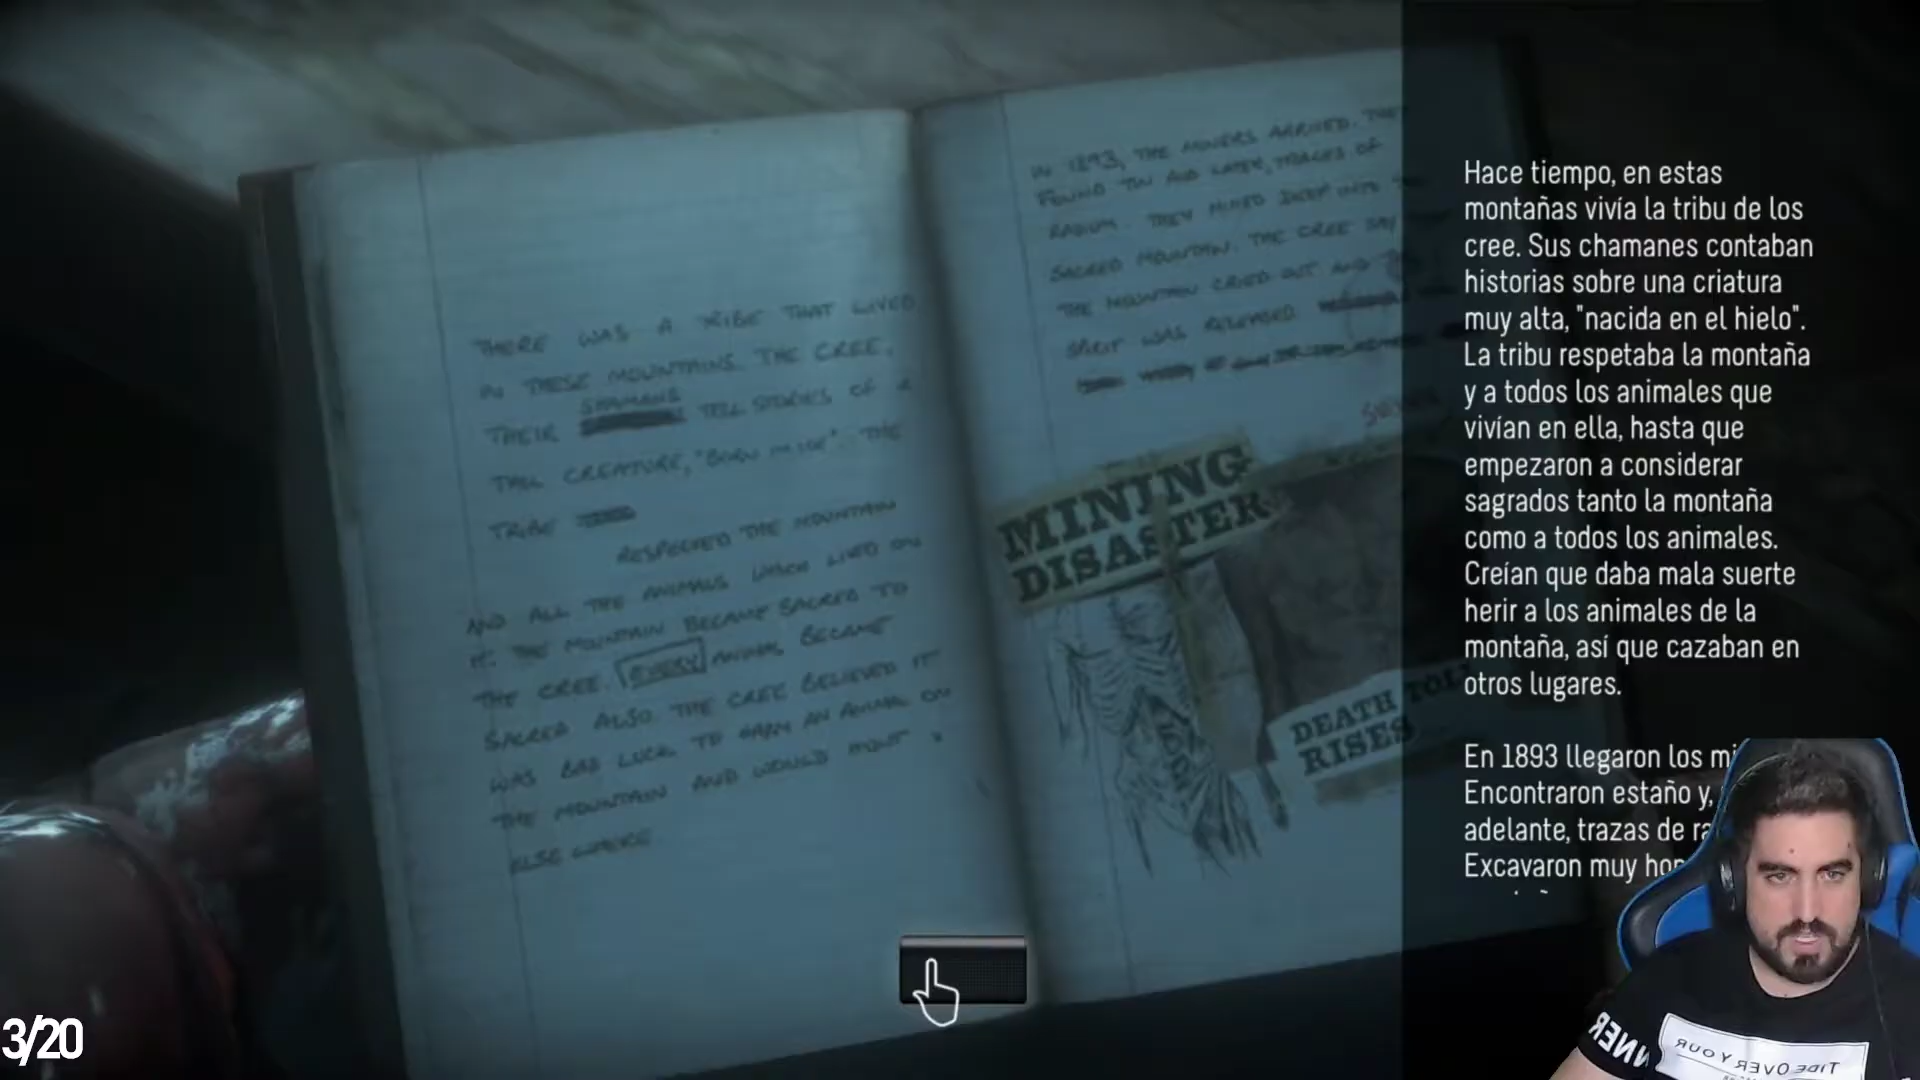 THERE WAS A TRIBE THAT LIVED
IN THESE MOUNTAINS. THE CREE.
SHAMANS
THEIR TELL STORIES OF A
TALL CREATURE, "BORN IN ICE". THE
TRIBE
RESPECTED THE MOUNTAIN
AND ALL THE ANIMALS WHICH LIVED ON
IT. THE MOUNTAIN BECAME SACRED TO
THE CREE. EVERY ANIMAL BECAME
SACRED ALSO. THE CREE BELIEVED IT
WAS BAD LUCK TO HARM AN ANIMAL ON
THE MOUNTAIN AND WOULD HUNT
ELSE WHERE
IN 1893, THE MINERS ARRIVED. THEY
FOUND TIN AND LATER, TRACES OF
RADIUM. THEY MINED DEEP INTO
SACRED MOUNTAIN. THE CREE SAY
THE MOUNTAIN CRIED OUT AND
SPIRIT WAS RELEASED
MINING
DISASTER
DEATH TOLL
RISES
Hace tiempo, en estas
montañas vivía la tribu de los
cree. Sus chamanes contaban
historias sobre una criatura
muy alta, "nacida en el hielo".
La tribu respetaba la montaña
y a todos los animales que
vivían en ella, hasta que
empezaron a considerar
sagrados tanto la montaña
como a todos los animales.
Creían que daba mala suerte
herir a los animales de la
montaña, así que cazaban en
otros lugares.
En 1893 llegaron los mi
Encontraron estaño y,
adelante, trazas de ra
Excavaron muy hon
3/20
NNER
TIDE OVER YOUR